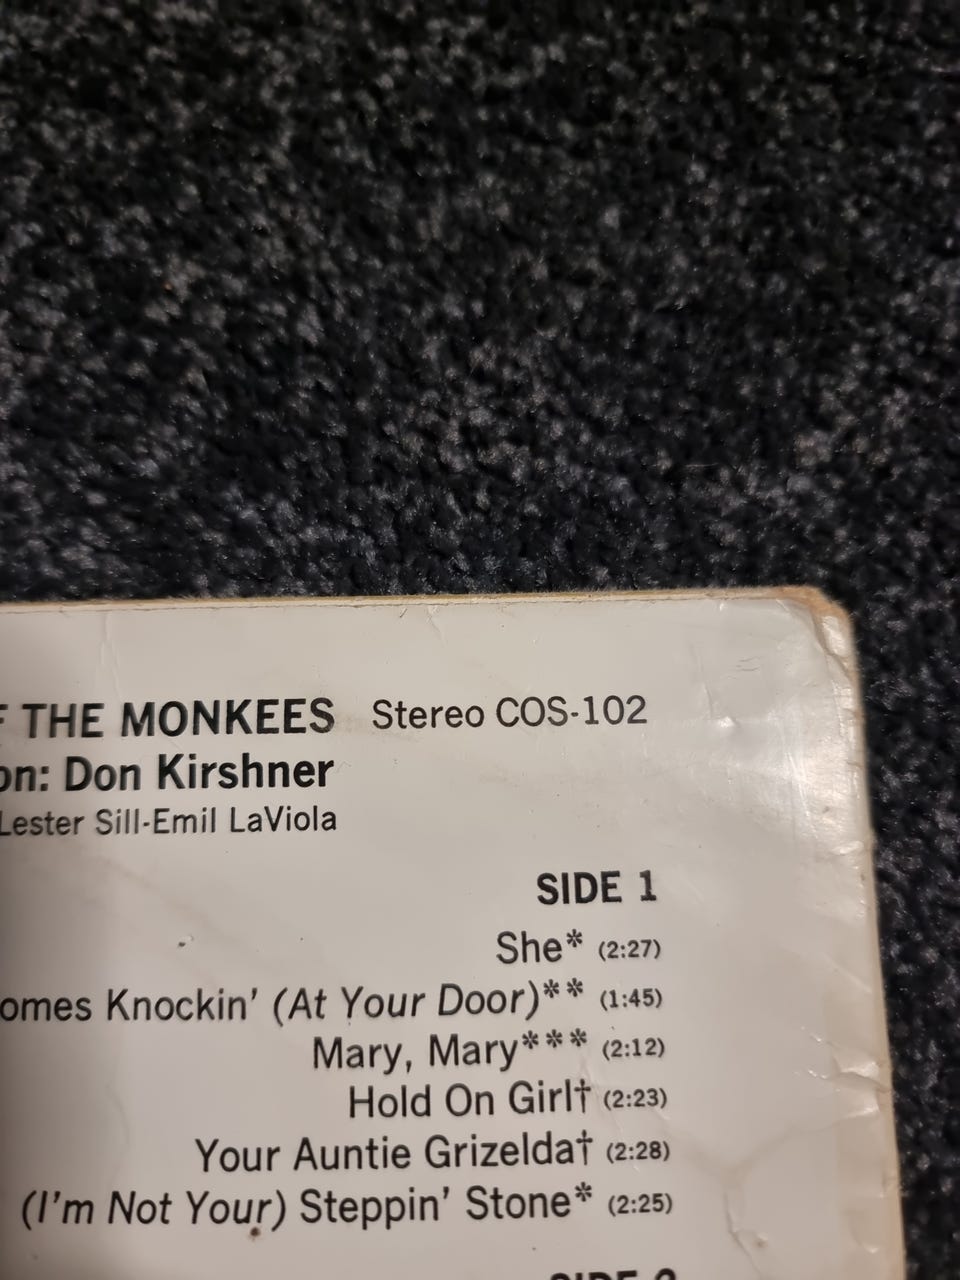 F THE MONKEES Stereo COS-102
on: Don Kirshner
Lester Sill-Emil LaViola
SIDE 1
She* (2:27)
omes Knockin' (At Your Door)** (1:45)
Mary, Mary*** (2:12)
Hold On Girl† (2:23)
Your Auntie Grizelda† (2:28)
(I'm Not Your) Steppin' Stone* (2:25)